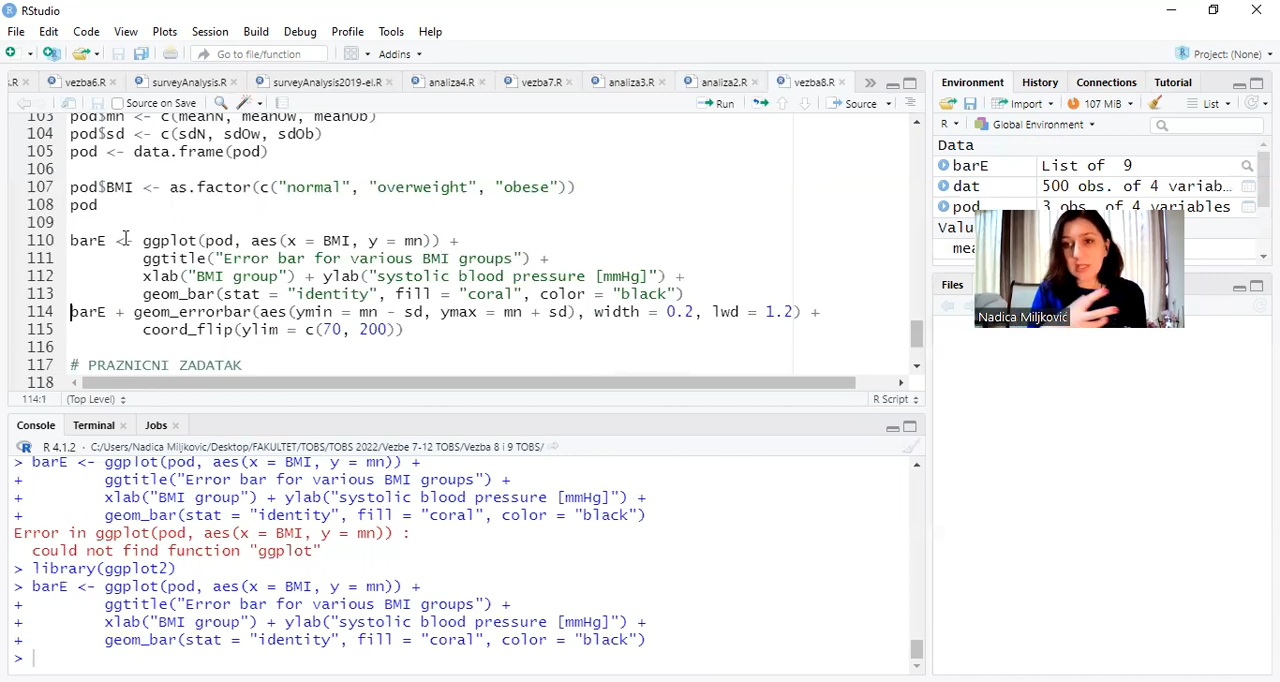 RStudio
File Edit Code View Plots Session Build Debug Profile Tools Help
Go to file/function Addins Project: (None)
s.R vezba6.R surveyAnalysis.R surveyAnalysis2019-ei.R analiza4.R vezba7.R analiza3.R analiza2.R vezba8.R
Source on Save Run Source
103 pod$mn <- c(meanN, meanOw, meanOb)
104 pod$sd <- c(sdN, sdOw, sdOb)
105 pod <- data.frame(pod)
106
107 pod$BMI <- as.factor(c("normal", "overweight", "obese"))
108 pod
109
110 barE <- ggplot(pod, aes(x = BMI, y = mn)) +
111 ggtitle("Error bar for various BMI groups") +
112 xlab("BMI group") + ylab("systolic blood pressure [mmHg]") +
113 geom_bar(stat = "identity", fill = "coral", color = "black")
114 barE + geom_errorbar(aes(ymin = mn - sd, ymax = mn + sd), width = 0.2, lwd = 1.2) +
115 coord_flip(ylim = c(70, 200))
116
117 # PRAZNICNI ZADATAK
118
114:1 (Top Level) R Script
Console Terminal Jobs
R 4.1.2 · C:/Users/Nadica Miljkovic/Desktop/FAKULTET/TOBS/TOBS 2022/Vezbe 7-12 TOBS/Vezba 8 i 9 TOBS/
> barE <- ggplot(pod, aes(x = BMI, y = mn)) +
+ ggtitle("Error bar for various BMI groups") +
+ xlab("BMI group") + ylab("systolic blood pressure [mmHg]") +
+ geom_bar(stat = "identity", fill = "coral", color = "black")
Error in ggplot(pod, aes(x = BMI, y = mn)) :
could not find function "ggplot"
> library(ggplot2)
> barE <- ggplot(pod, aes(x = BMI, y = mn)) +
+ ggtitle("Error bar for various BMI groups") +
+ xlab("BMI group") + ylab("systolic blood pressure [mmHg]") +
+ geom_bar(stat = "identity", fill = "coral", color = "black")
>
Environment History Connections Tutorial
Import 107 MiB List
R Global Environment
Data
barE List of 9
dat 500 obs. of 4 variab…
pod 3 obs. of 4 variables
Valu
mea
Files
Nadica Miljković